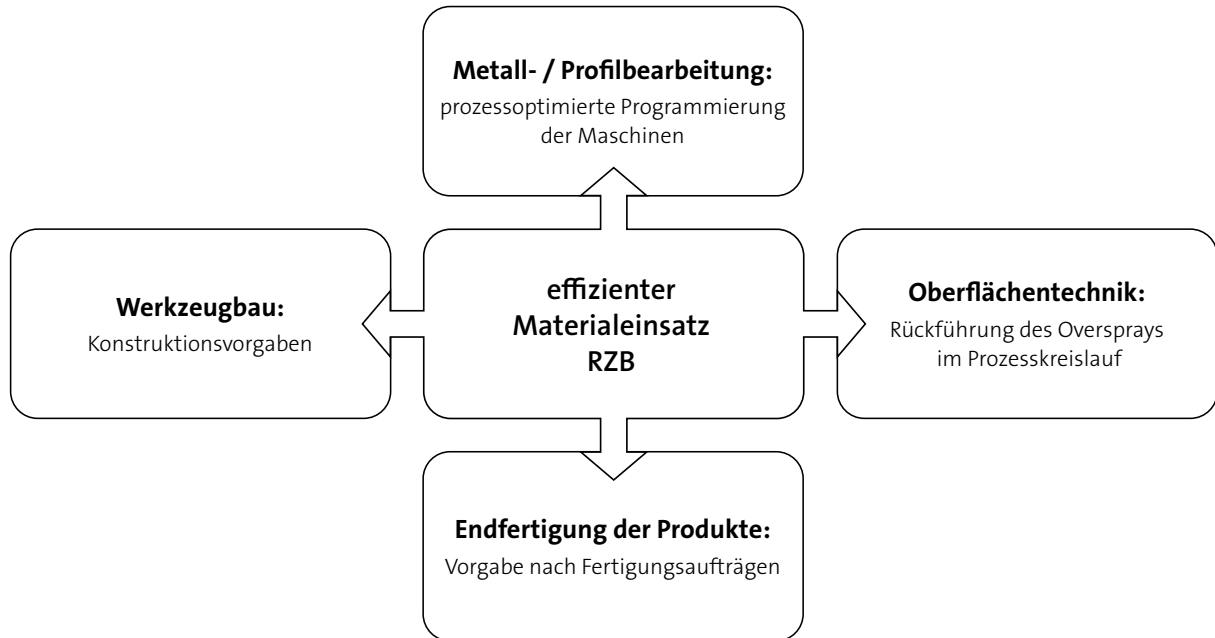 Metall- / Profilbearbeitung:
prozessoptimierte Programmierung
der Maschinen
Werkzeugbau:
Konstruktionsvorgaben
effizienter
Materialeinsatz
RZB
Oberflächentechnik:
Rückführung des Oversprays
im Prozesskreislauf
Endfertigung der Produkte:
Vorgabe nach Fertigungsaufträgen